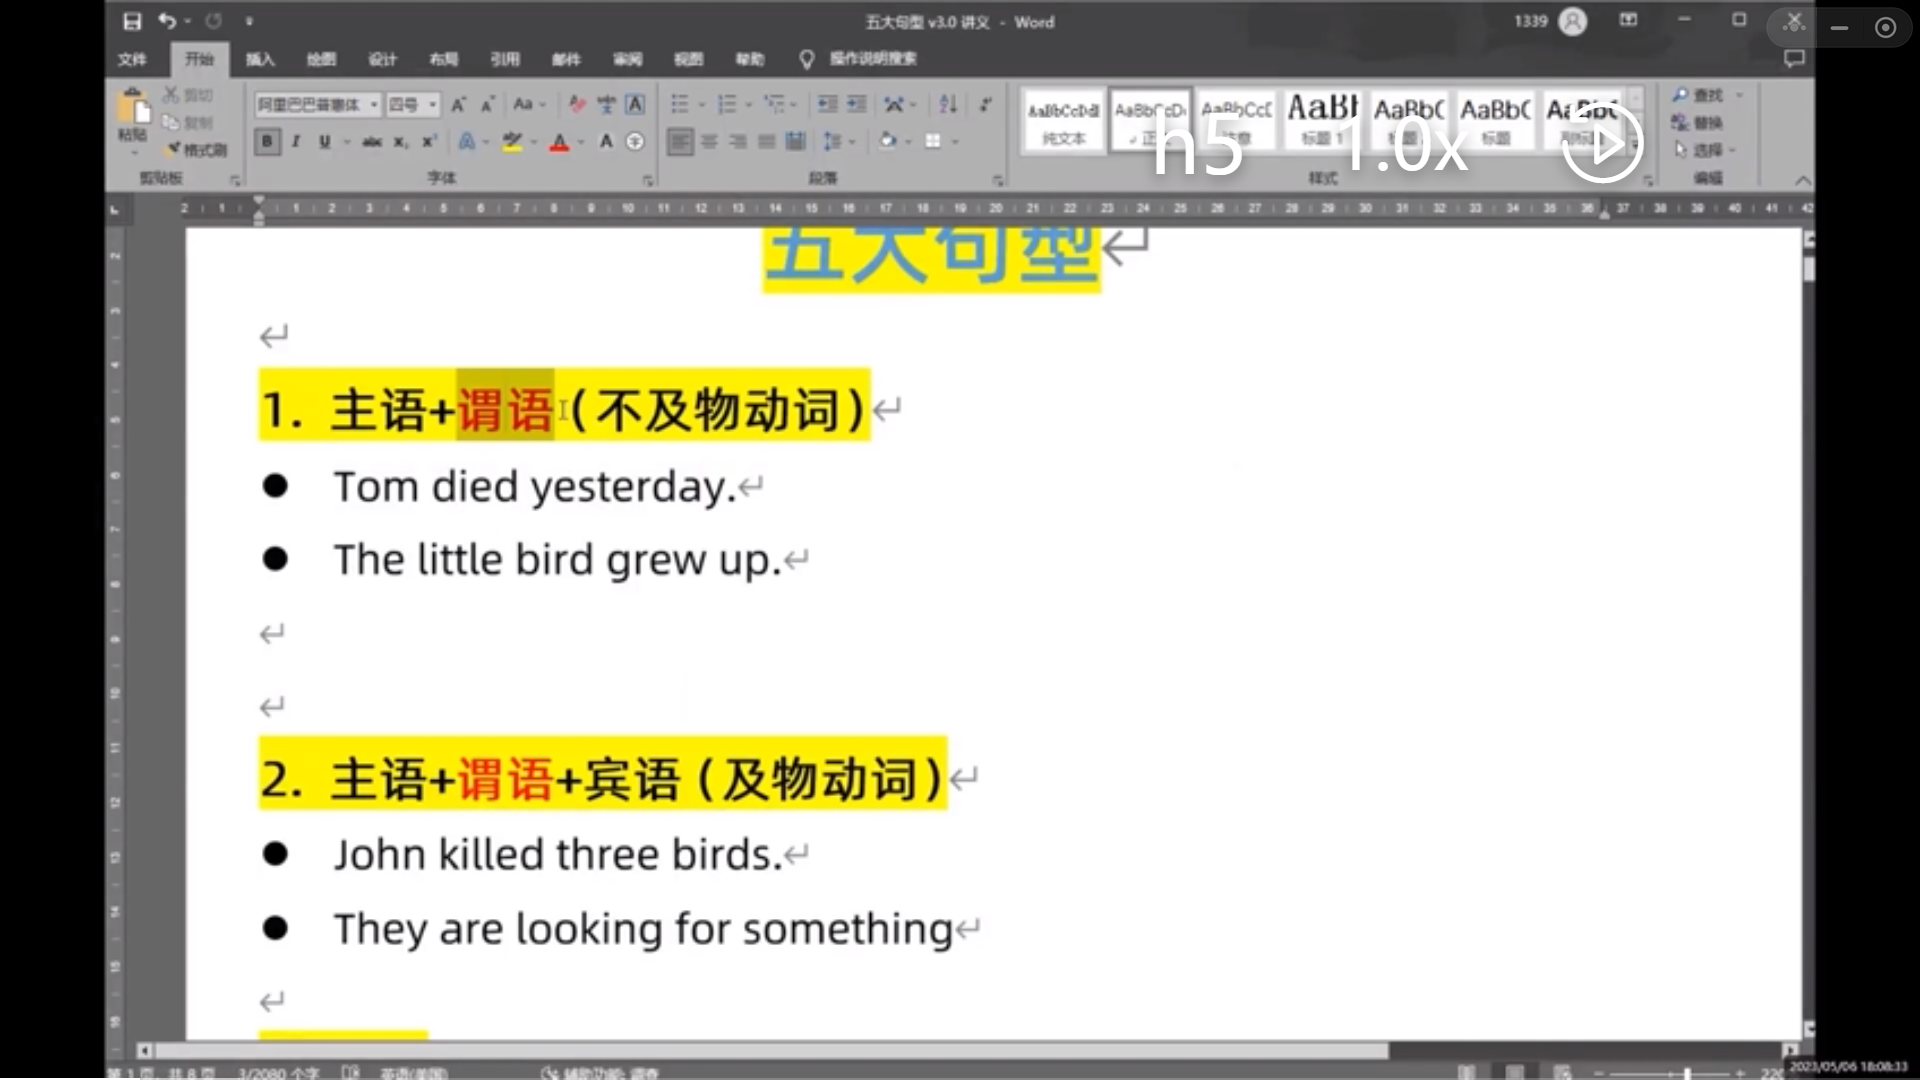 五大句型 v3.0 讲义 - Word
1339
文件 开始 插入 绘图 设计 布局 引用 邮件 审阅 视图 帮助 操作说明搜索
粘贴 剪切 复制 格式刷
阿里巴巴普惠体 四号
剪贴板 字体 段落 样式 编辑
AaBbCcDdI AaBbCcD AaBbCcD AaBl AaBbC AaBbC AaBbC
纯文本 标题 1 标题
查找
替换
选择
h5 1.0x
五大句型
1. 主语+谓语（不及物动词）
● Tom died yesterday.
● The little bird grew up.
2. 主语+谓语+宾语（及物动词）
● John killed three birds.
● They are looking for something
第 1 页, 共 8 页 3/2080 个字 英语(美国) 辅助功能: 调查
2023/05/06 18:08:33